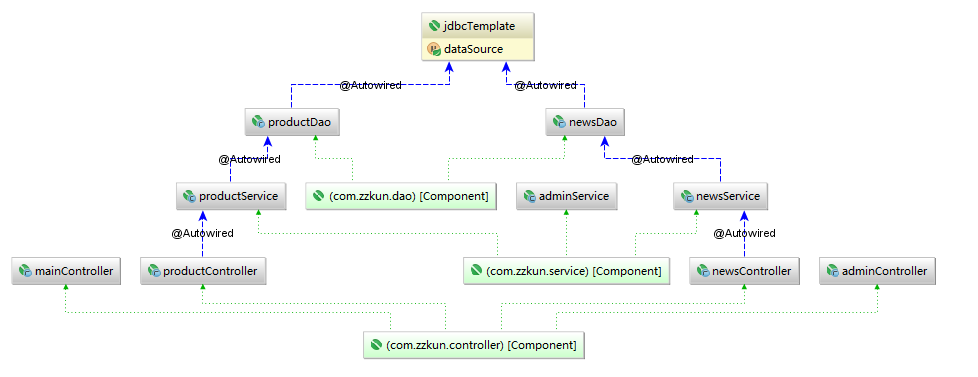 jdbcTemplate
dataSource
@Autowired @Autowired
productDao newsDao
@Autowired @Autowired
productService (com.zzkun.dao) [Component] adminService newsService
@Autowired @Autowired
mainController productController (com.zzkun.service) [Component] newsController adminController
(com.zzkun.controller) [Component]